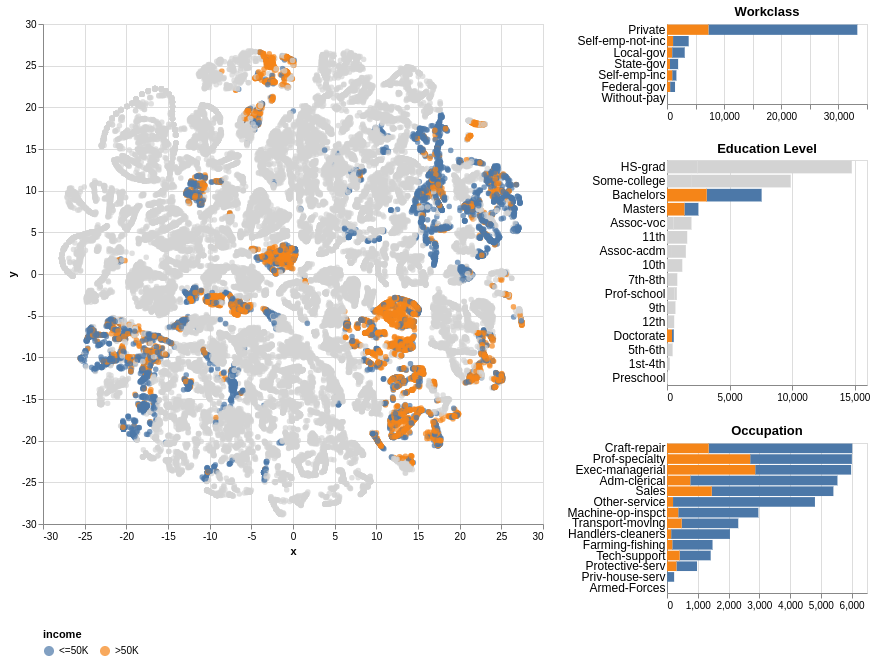 30
25
20
15
10
5
0
-5
-10
-15
-20
-25
-30
y
-30 -25 -20 -15 -10 -5 0 5 10 15 20 25 30
x
income
<=50K >50K
Workclass
Private
Self-emp-not-inc
Local-gov
State-gov
Self-emp-inc
Federal-gov
Without-pay
0 10,000 20,000 30,000
Education Level
HS-grad
Some-college
Bachelors
Masters
Assoc-voc
11th
Assoc-acdm
10th
7th-8th
Prof-school
9th
12th
Doctorate
5th-6th
1st-4th
Preschool
0 5,000 10,000 15,000
Occupation
Craft-repair
Prof-specialty
Exec-managerial
Adm-clerical
Sales
Other-service
Machine-op-inspct
Transport-moving
Handlers-cleaners
Farming-fishing
Tech-support
Protective-serv
Priv-house-serv
Armed-Forces
0 1,000 2,000 3,000 4,000 5,000 6,000